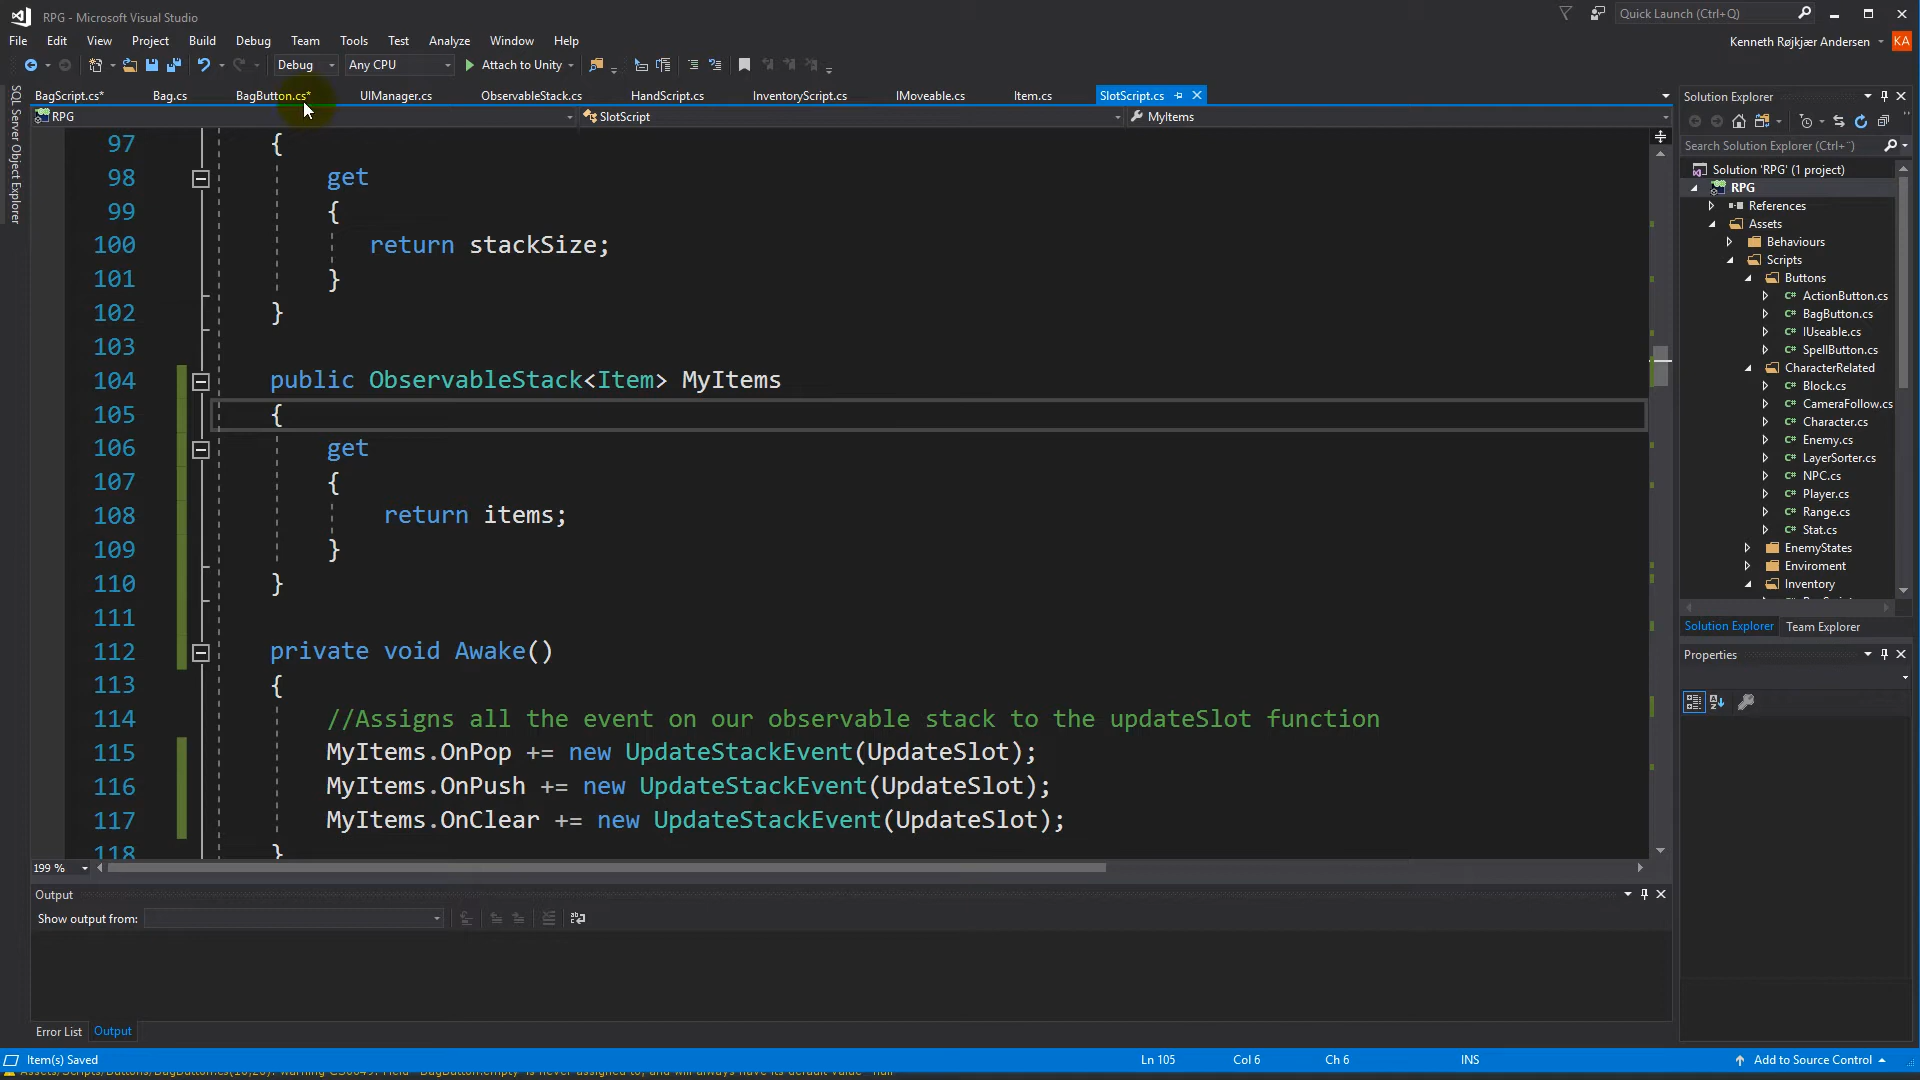 RPG - Microsoft Visual Studio
Quick Launch (Ctrl+Q)
File Edit View Project Build Debug Team Tools Test Analyze Window Help
Kenneth Røjkjær Andersen KA
Debug Any CPU Attach to Unity
SQL Server Object Explorer
BagScript.cs* Bag.cs BagButton.cs* UIManager.cs ObservableStack.cs HandScript.cs InventoryScript.cs IMoveable.cs Item.cs SlotScript.cs
RPG SlotScript MyItems
97 {
98 get
99 {
100 return stackSize;
101 }
102 }
103
104 public ObservableStack<Item> MyItems
105 {
106 get
107 {
108 return items;
109 }
110 }
111
112 private void Awake()
113 {
114 //Assigns all the event on our observable stack to the updateSlot function
115 MyItems.OnPop += new UpdateStackEvent(UpdateSlot);
116 MyItems.OnPush += new UpdateStackEvent(UpdateSlot);
117 MyItems.OnClear += new UpdateStackEvent(UpdateSlot);
118 }
199 %
Output
Show output from:
Error List Output
Solution Explorer
Search Solution Explorer (Ctrl+¨)
Solution 'RPG' (1 project)
RPG
References
Assets
Behaviours
Scripts
Buttons
C# ActionButton.cs
C# BagButton.cs
C# IUseable.cs
C# SpellButton.cs
CharacterRelated
C# Block.cs
C# CameraFollow.cs
C# Character.cs
C# Enemy.cs
C# LayerSorter.cs
C# NPC.cs
C# Player.cs
C# Range.cs
C# Stat.cs
EnemyStates
Enviroment
Inventory
Solution Explorer Team Explorer
Properties
Item(s) Saved Ln 105 Col 6 Ch 6 INS Add to Source Control